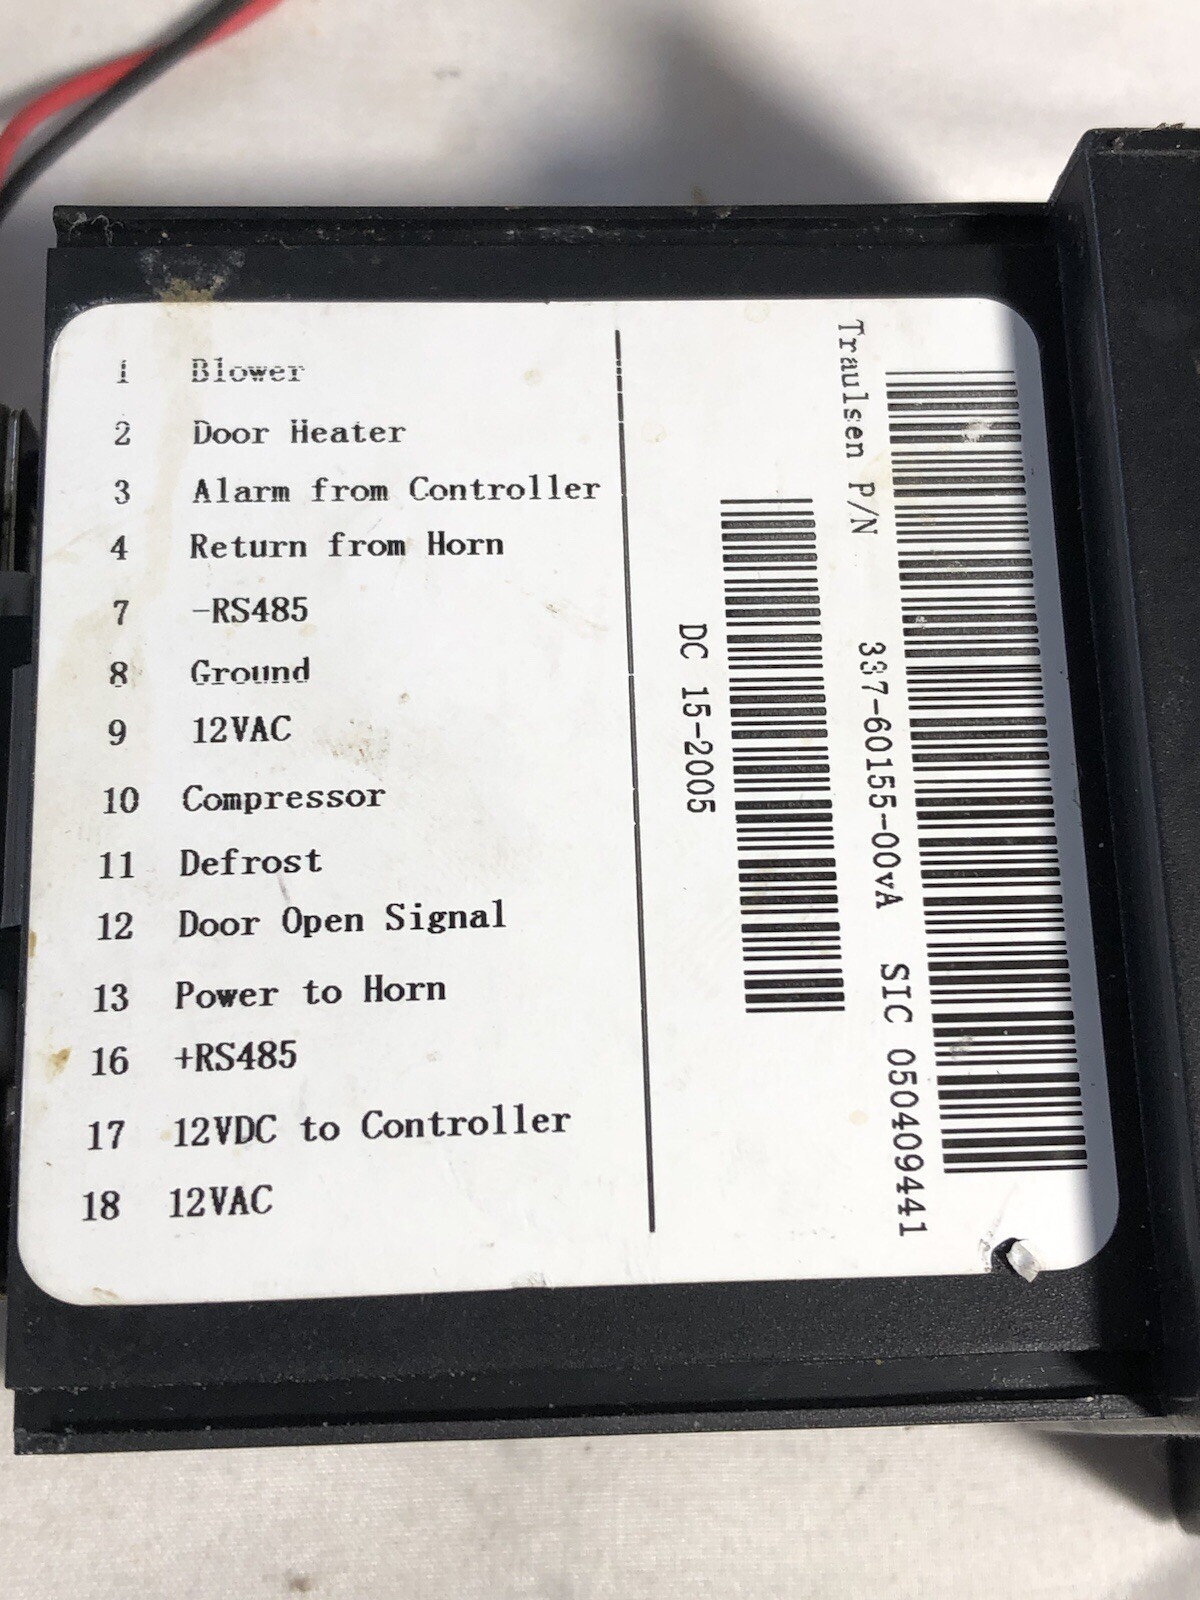 1 Blower
2 Door Heater
3 Alarm from Controller
4 Return from Horn
7 -RS485
8 Ground
9 12VAC
10 Compressor
11 Defrost
12 Door Open Signal
13 Power to Horn
16 +RS485
17 12VDC to Controller
18 12VAC
DC 15-2005
Traulsen P/N 337-60155-00vA SIC 050409441